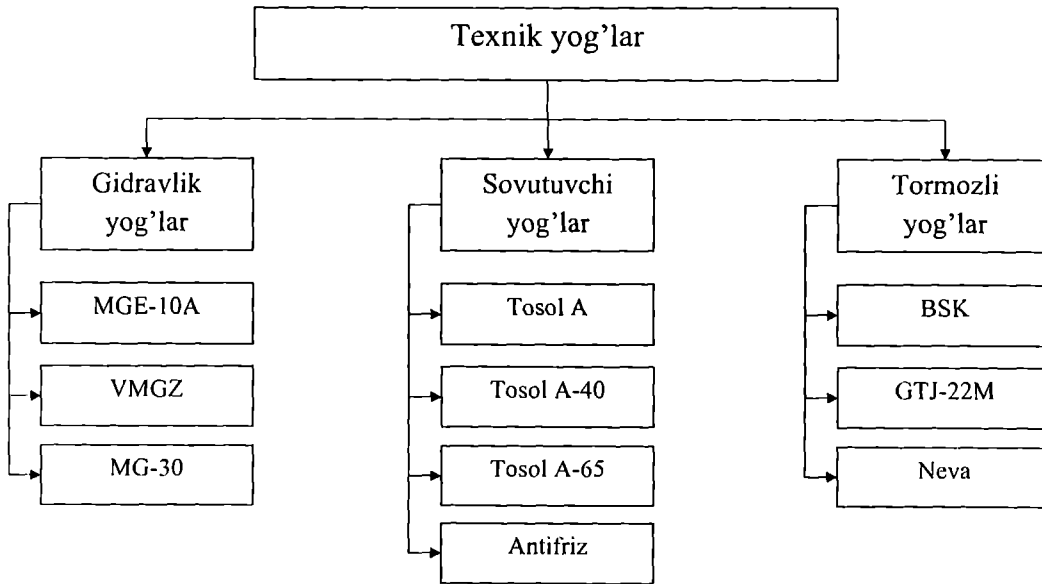 Texnik yog’lar
Gidravlik
yog’lar
MGE-10A
VMGZ
MG-30
Sovutuvchi
yog’lar
Tosol A
Tosol A-40
Tosol A-65
Antifriz
Tormozli
yog’lar
BSK
GTJ-22M
Neva